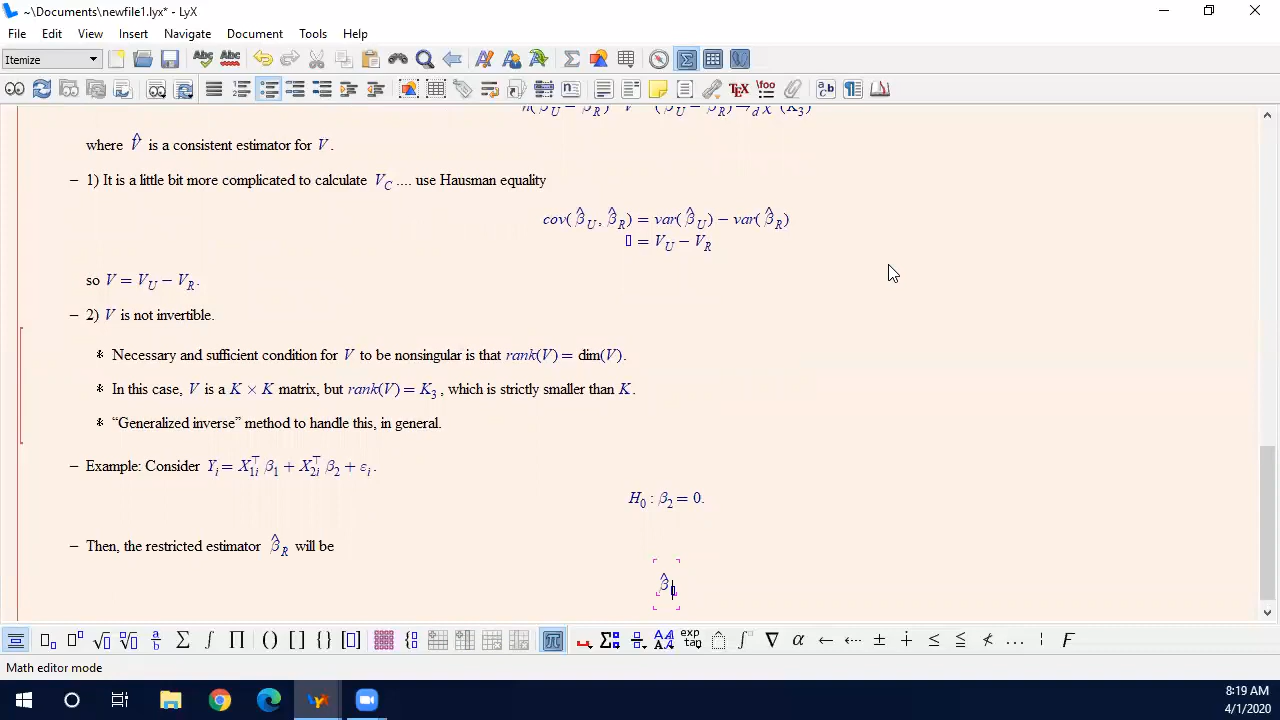 ~\Documents\newfile1.lyx* - LyX
File Edit View Insert Navigate Document Tools Help
Itemize
where V̂ is a consistent estimator for V.
– 1) It is a little bit more complicated to calculate V_C .... use Hausman equality
cov(β̂_U, β̂_R) = var(β̂_U) − var(β̂_R)
= V_U − V_R
so V = V_U − V_R.
– 2) V is not invertible.
* Necessary and sufficient condition for V to be nonsingular is that rank(V) = dim(V).
* In this case, V is a K × K matrix, but rank(V) = K_3, which is strictly smaller than K.
* “Generalized inverse” method to handle this, in general.
– Example: Consider Y_i = X_{1i}^⊤ β_1 + X_{2i}^⊤ β_2 + ε_i.
H_0 : β_2 = 0.
– Then, the restricted estimator β̂_R will be
β̂
Math editor mode
8:19 AM
4/1/2020